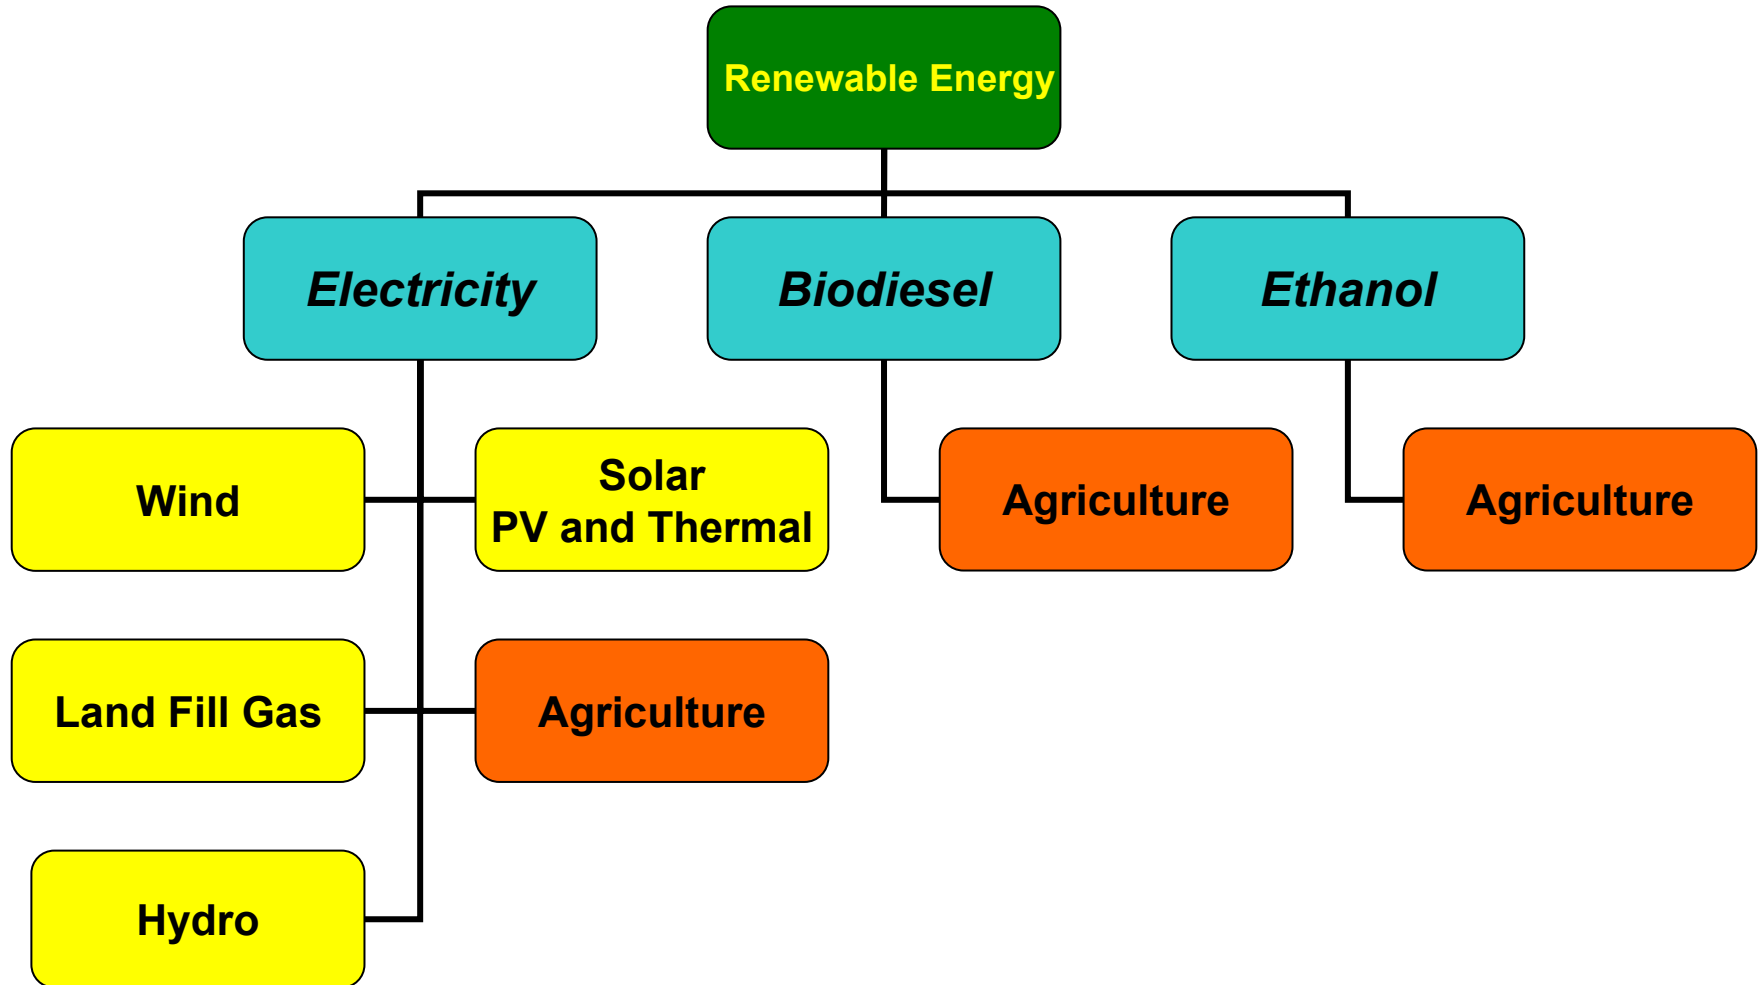 Renewable Energy
Electricity
Biodiesel
Ethanol
Wind
Solar
PV and Thermal
Agriculture
Agriculture
Land Fill Gas
Agriculture
Hydro